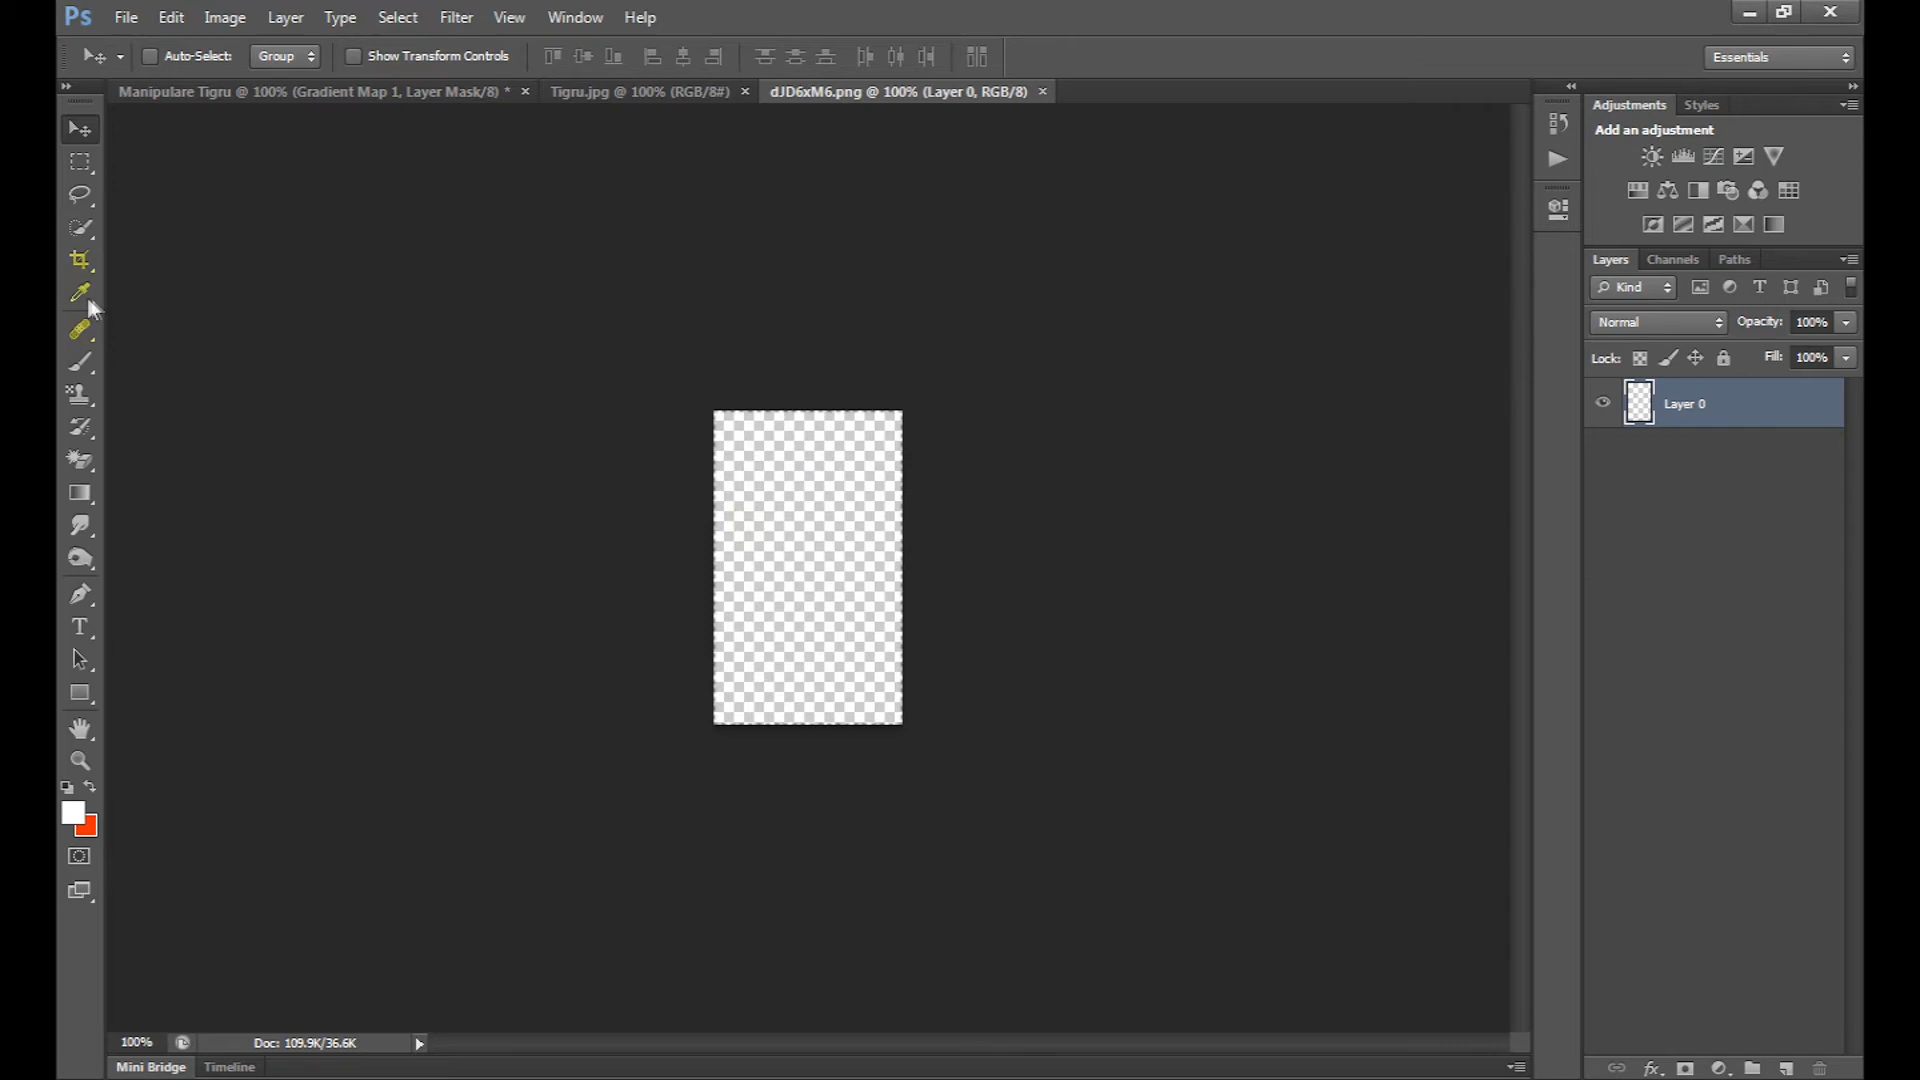 Ps File Edit Image Layer Type Select Filter View Window Help
Auto-Select: Group Show Transform Controls Essentials
Manipulare Tigru @ 100% (Gradient Map 1, Layer Mask/8) * × Tigru.jpg @ 100% (RGB/8#) × dJD6xM6.png @ 100% (Layer 0, RGB/8) ×
Adjustments Styles
Add an adjustment
Layers Channels Paths
Kind
Normal Opacity: 100%
Lock: Fill: 100%
Layer 0
100% Doc: 109.9K/36.6K
Mini Bridge Timeline